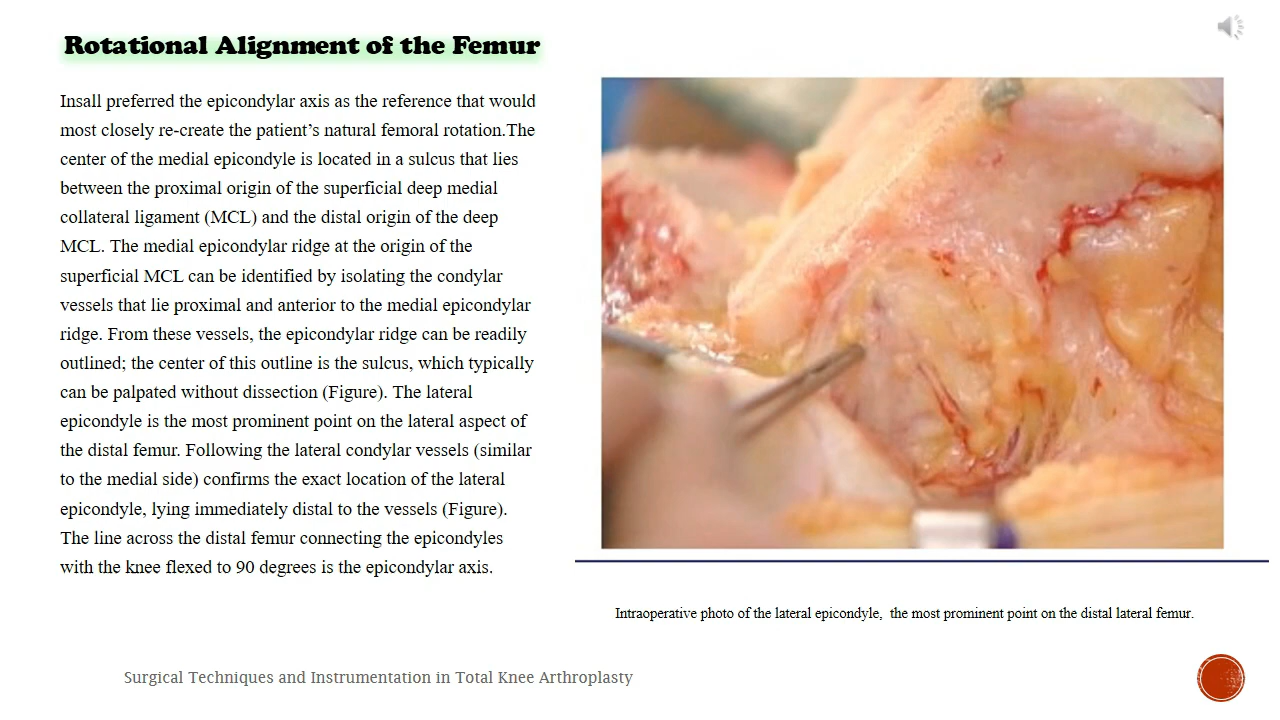 Rotational Alignment of the Femur
Insall preferred the epicondylar axis as the reference that would
most closely re-create the patient’s natural femoral rotation.The
center of the medial epicondyle is located in a sulcus that lies
between the proximal origin of the superficial deep medial
collateral ligament (MCL) and the distal origin of the deep
MCL. The medial epicondylar ridge at the origin of the
superficial MCL can be identified by isolating the condylar
vessels that lie proximal and anterior to the medial epicondylar
ridge. From these vessels, the epicondylar ridge can be readily
outlined; the center of this outline is the sulcus, which typically
can be palpated without dissection (Figure). The lateral
epicondyle is the most prominent point on the lateral aspect of
the distal femur. Following the lateral condylar vessels (similar
to the medial side) confirms the exact location of the lateral
epicondyle, lying immediately distal to the vessels (Figure).
The line across the distal femur connecting the epicondyles
with the knee flexed to 90 degrees is the epicondylar axis.
Intraoperative photo of the lateral epicondyle,  the most prominent point on the distal lateral femur.
Surgical Techniques and Instrumentation in Total Knee Arthroplasty